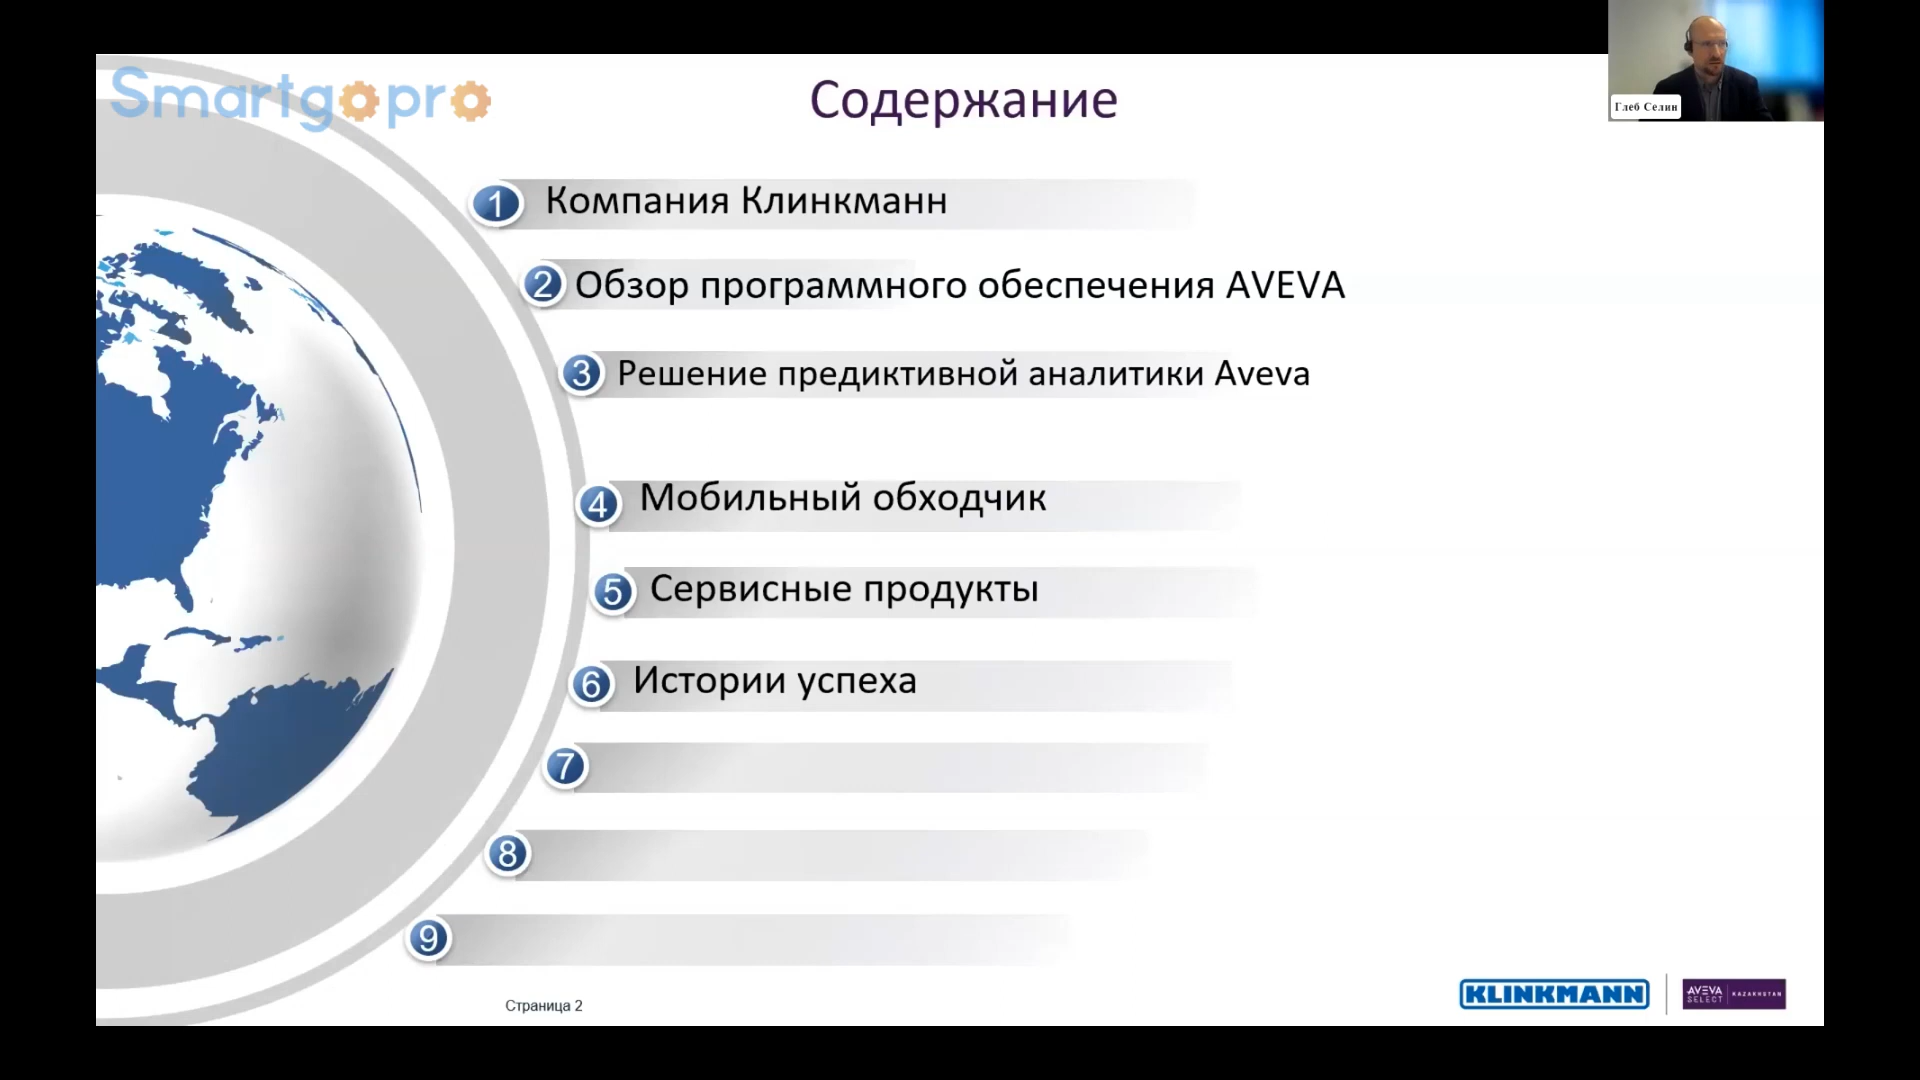 Smartgopro
Содержание
Глеб Селин
1 Компания Клинкманн
2 Обзор программного обеспечения AVEVA
3 Решение предиктивной аналитики Aveva
4 Мобильный обходчик
5 Сервисные продукты
6 Истории успеха
7
8
9
Страница 2
KLINKMANN
AVEVA
SELECT
KAZAKHSTAN